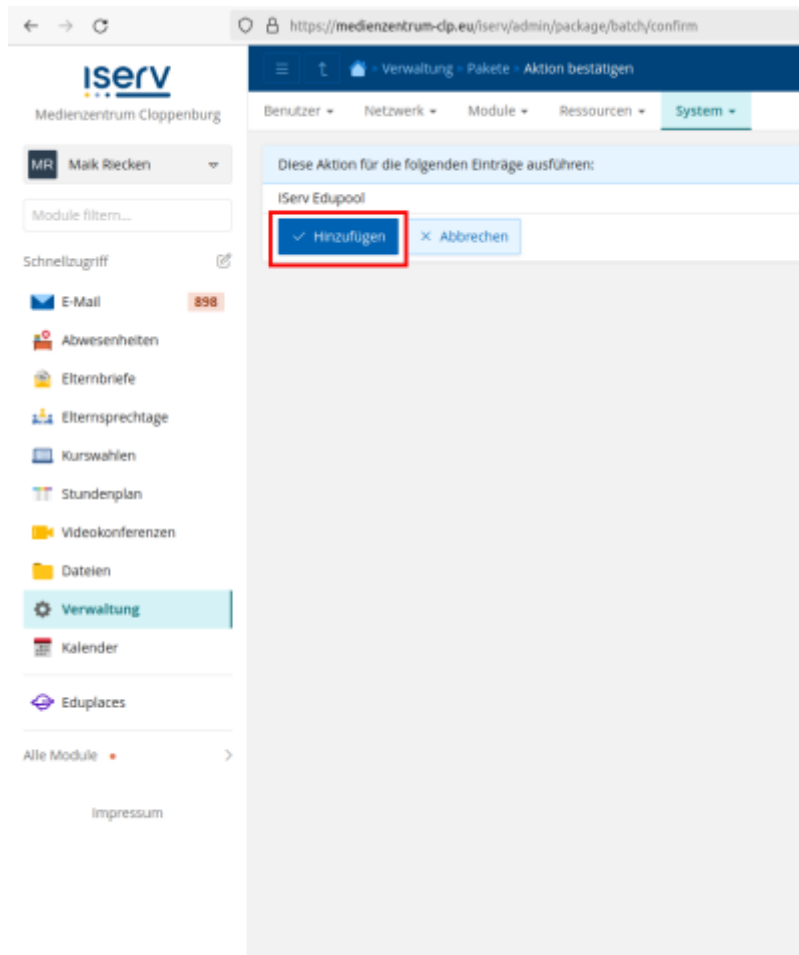 https://medienzentrum-clp.eu/iserv/admin/package/batch/confirm
IServ
Medienzentrum Cloppenburg
Verwaltung » Pakete » Aktion bestätigen
Benutzer Netzwerk Module Ressourcen System
MR Maik Riecken
Diese Aktion für die folgenden Einträge ausführen:
IServ Edupool
Module filtern...
Hinzufügen Abbrechen
Schnellzugriff
E-Mail 898
Abwesenheiten
Elternbriefe
Elternsprechtage
Kurswahlen
Stundenplan
Videokonferenzen
Dateien
Verwaltung
Kalender
Eduplaces
Alle Module
Impressum